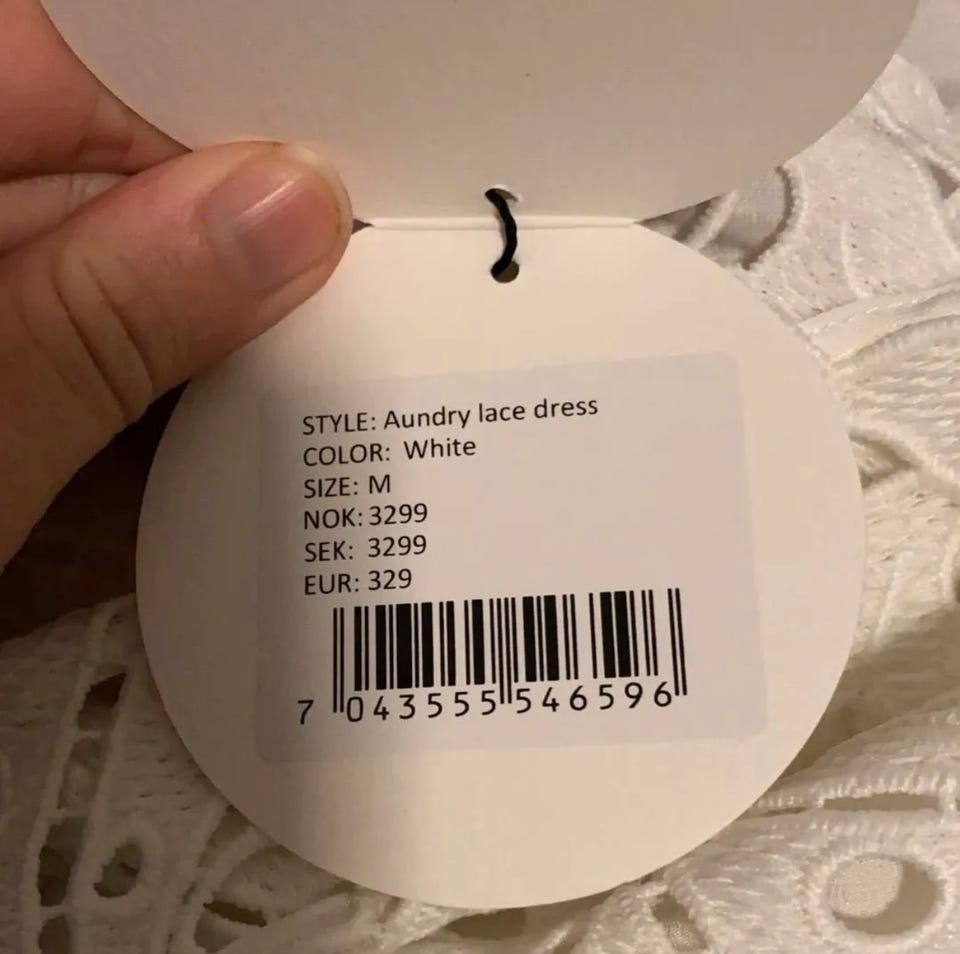 STYLE: Aundry lace dress
COLOR: White
SIZE: M
NOK: 3299
SEK: 3299
EUR: 329
7 043555 546596